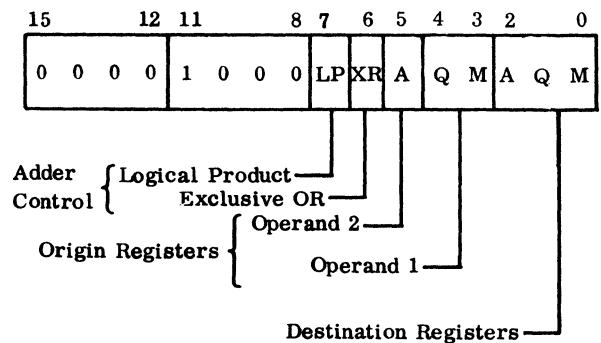 15 12 11 8 7 6 5 4 3 2 0
0 0 0 0 1 0 0 0 LP XR A Q M A Q M
Adder Control { Logical Product
Exclusive OR
Origin Registers { Operand 2
Operand 1
Destination Registers